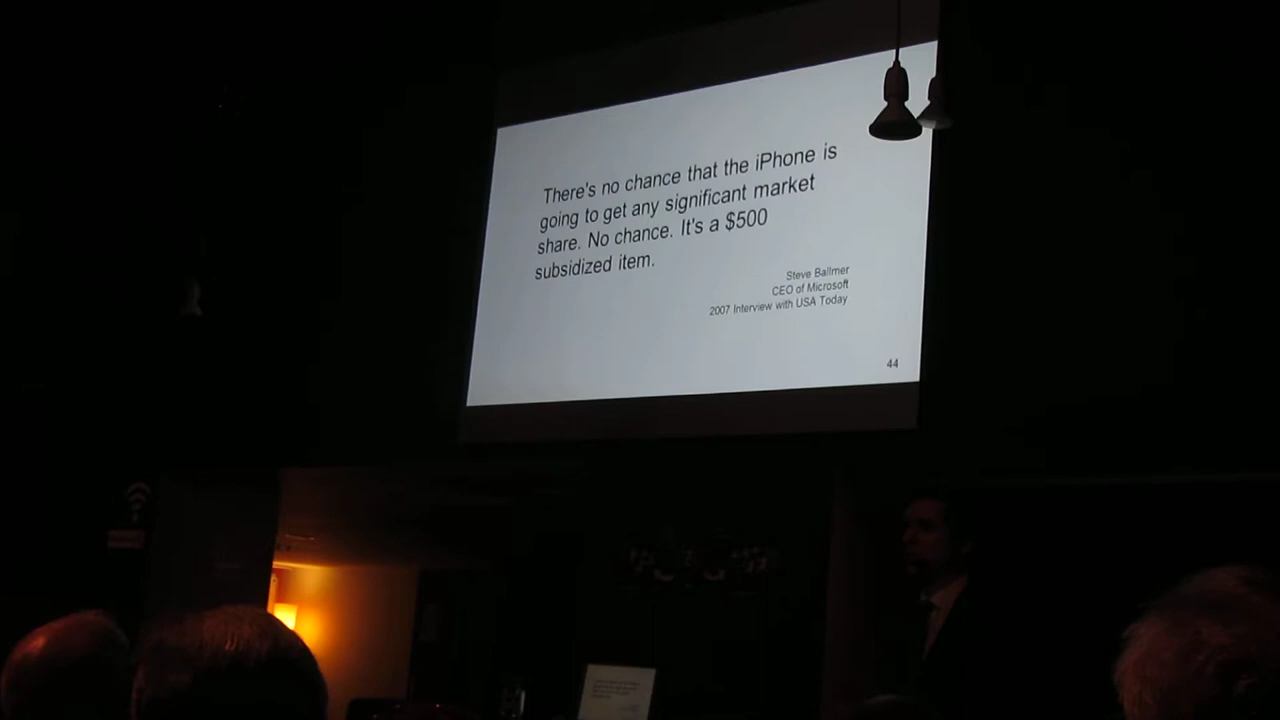 There's no chance that the iPhone is
going to get any significant market
share. No chance. It's a $500
subsidized item.
Steve Ballmer
CEO of Microsoft
2007 Interview with USA Today
44